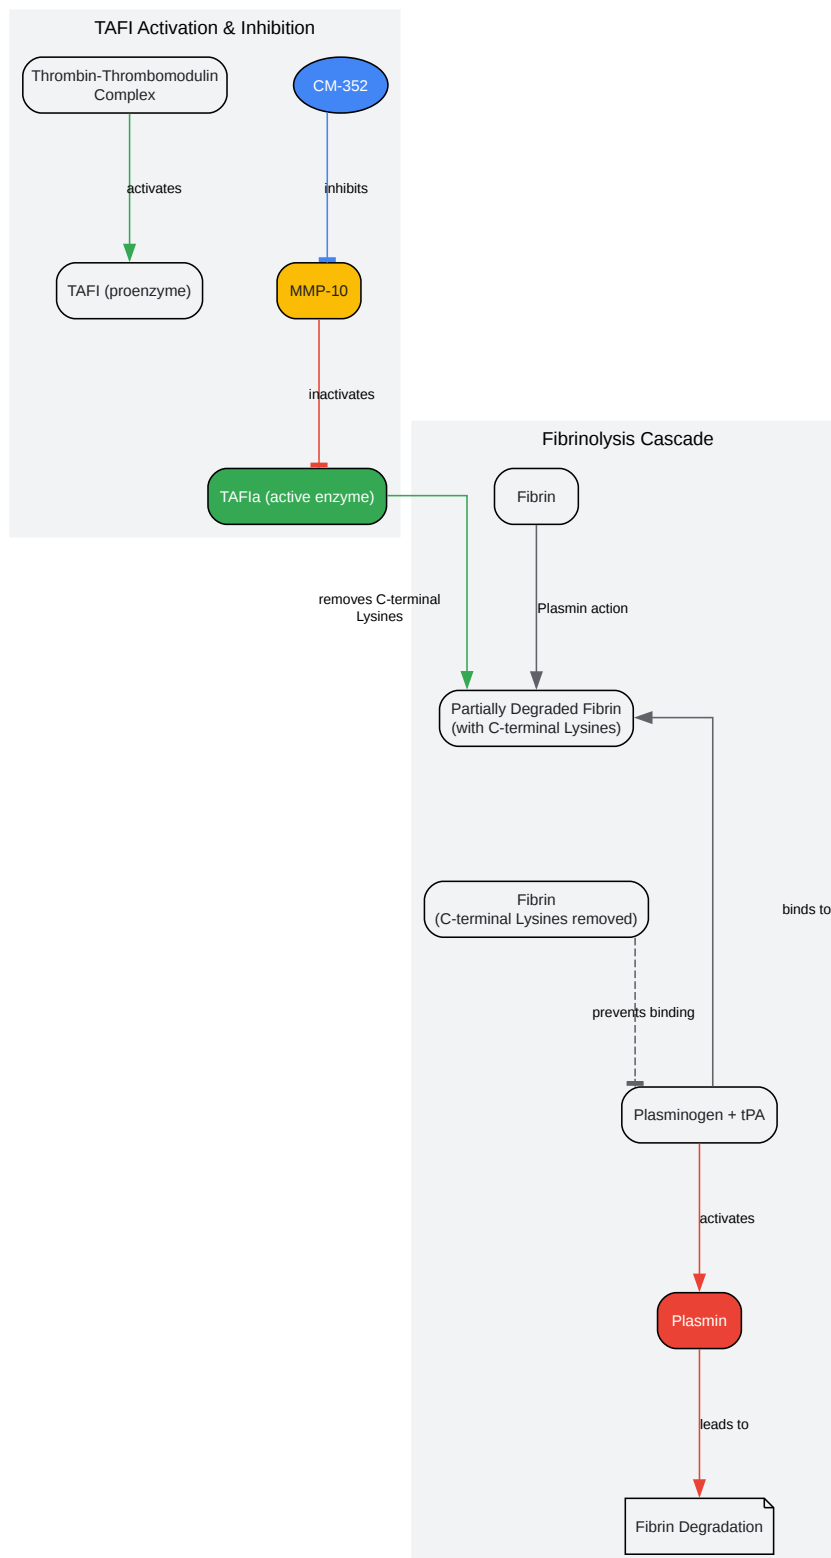 TAFI Activation & Inhibition
Thrombin-Thrombomodulin
Complex
CM-352
activates
inhibits
TAFI (proenzyme)
MMP-10
inactivates
Fibrinolysis Cascade
TAFIa (active enzyme)
Fibrin
removes C-terminal
Lysines
Plasmin action
Partially Degraded Fibrin
(with C-terminal Lysines)
Fibrin
(C-terminal Lysines removed)
binds to
prevents binding
Plasminogen + tPA
activates
Plasmin
leads to
Fibrin Degradation